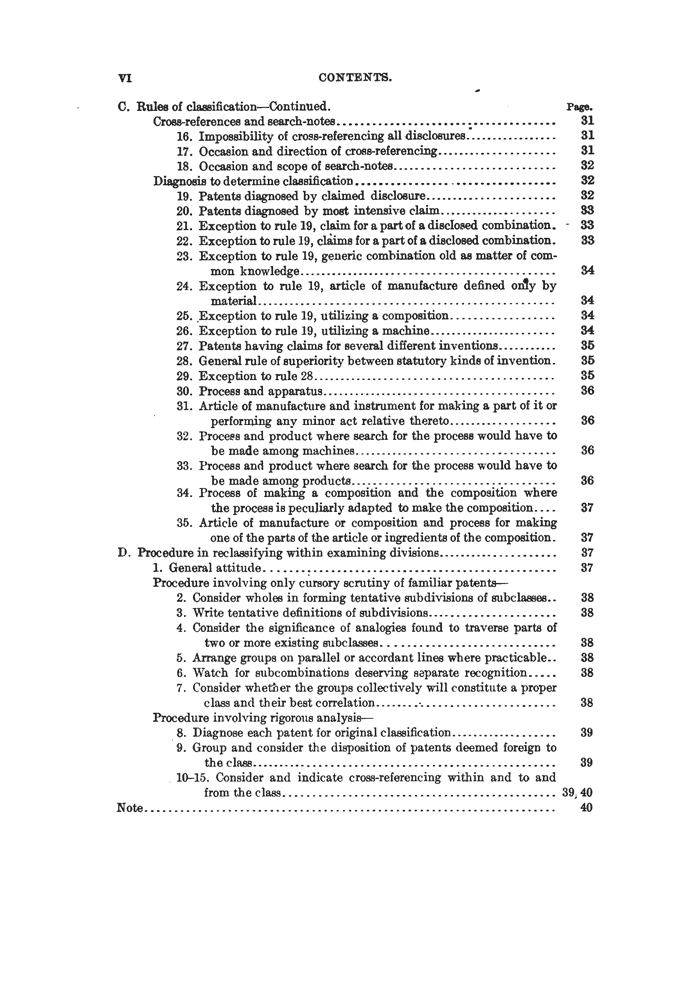 VI CONTENTS.
C. Rules of classification—Continued. Page.
Cross-references and search-notes.................................... 31
16. Impossibility of cross-referencing all disclosures................ 31
17. Occasion and direction of cross-referencing.................... 31
18. Occasion and scope of search-notes........................... 32
Diagnosis to determine classification................................. 32
19. Patents diagnosed by claimed disclosure...................... 32
20. Patents diagnosed by most intensive claim................... 33
21. Exception to rule 19, claim for a part of a disclosed combination. 33
22. Exception to rule 19, claims for a part of a disclosed combination. 33
23. Exception to rule 19, generic combination old as matter of com-
mon knowledge.......................................... 34
24. Exception to rule 19, article of manufacture defined only by
material................................................. 34
25. Exception to rule 19, utilizing a composition.................. 34
26. Exception to rule 19, utilizing a machine..................... 34
27. Patents having claims for several different inventions........... 35
28. General rule of superiority between statutory kinds of invention. 35
29. Exception to rule 28........................................ 35
30. Process and apparatus...................................... 36
31. Article of manufacture and instrument for making a part of it or
performing any minor act relative thereto.................. 36
32. Process and product where search for the process would have to
be made among machines................................. 36
33. Process and product where search for the process would have to
be made among products.................................. 36
34. Process of making a composition and the composition where
the process is peculiarly adapted to make the composition.... 37
35. Article of manufacture or composition and process for making
one of the parts of the article or ingredients of the composition. 37
D. Procedure in reclassifying within examining divisions.................... 37
1. General attitude................................................ 37
Procedure involving only cursory scrutiny of familiar patents—
2. Consider wholes in forming tentative subdivisions of subclasses.. 38
3. Write tentative definitions of subdivisions..................... 38
4. Consider the significance of analogies found to traverse parts of
two or more existing subclasses............................. 38
5. Arrange groups on parallel or accordant lines where practicable.. 38
6. Watch for subcombinations deserving separate recognition..... 38
7. Consider whether the groups collectively will constitute a proper
class and their best correlation.............................. 38
Procedure involving rigorous analysis—
8. Diagnose each patent for original classification.................. 39
9. Group and consider the disposition of patents deemed foreign to
the class.................................................. 39
10–15. Consider and indicate cross-referencing within and to and
from the class............................................. 39, 40
Note.................................................................... 40